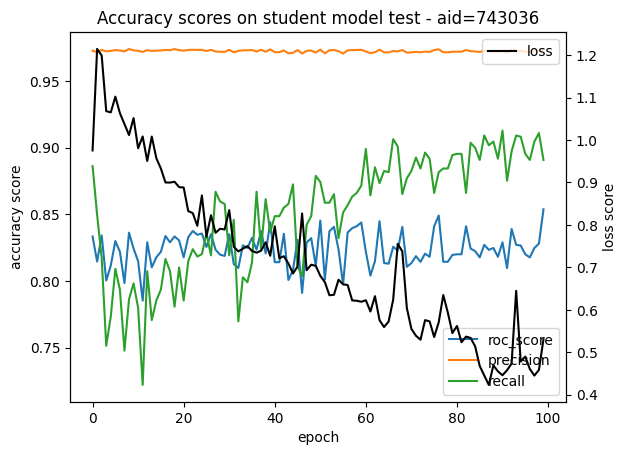 Accuracy scores on student model test - aid=743036
loss
0.95
0.90
0.85
0.80
0.75
accuracy score
1.2
1.1
1.0
0.9
0.8
0.7
0.6
0.5
0.4
loss score
roc_score
precision
recall
0
20
40
60
80
100
epoch